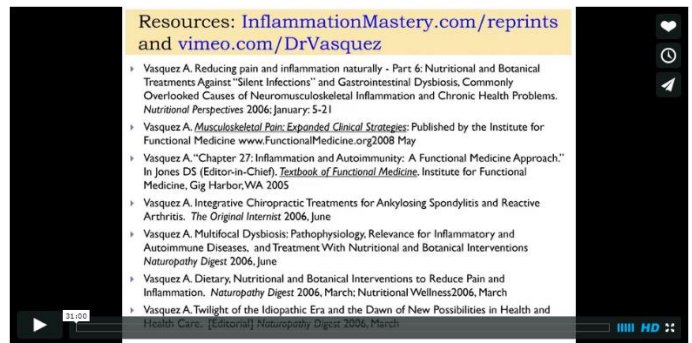 Resources: InflammationMastery.com/reprints
and vimeo.com/DrVasquez
Vasquez A. Reducing pain and inflammation naturally - Part 6: Nutritional and Botanical
Treatments Against "Silent Infections" and Gastrointestinal Dysbiosis, Commonly
Overlooked Causes of Neuromusculoskeletal Inflammation and Chronic Health Problems.
Nutritional Perspectives 2006; January: 5-21
Vasquez A. Musculoskeletal Pain: Expanded Clinical Strategies: Published by the Institute for
Functional Medicine www.FunctionalMedicine.org2008 May
Vasquez A. "Chapter 27: Inflammation and Autoimmunity: A Functional Medicine Approach."
In Jones DS (Editor-in-Chief). Textbook of Functional Medicine. Institute for Functional
Medicine, Gig Harbor, WA 2005
Vasquez A. Integrative Chiropractic Treatments for Ankylosing Spondylitis and Reactive
Arthritis. The Original Internist 2006, June
Vasquez A. Multifocal Dysbiosis: Pathophysiology, Relevance for Inflammatory and
Autoimmune Diseases, and Treatment With Nutritional and Botanical Interventions
Naturopathy Digest 2006, June
Vasquez A. Dietary, Nutritional and Botanical Interventions to Reduce Pain and
Inflammation. Naturopathy Digest 2006, March; Nutritional Wellness2006, March
Vasquez A. Twilight of the Idiopathic Era and the Dawn of New Possibilities in Health and
Health Care. [Editorial] Naturopathy Digest 2006, March
31:00
HD